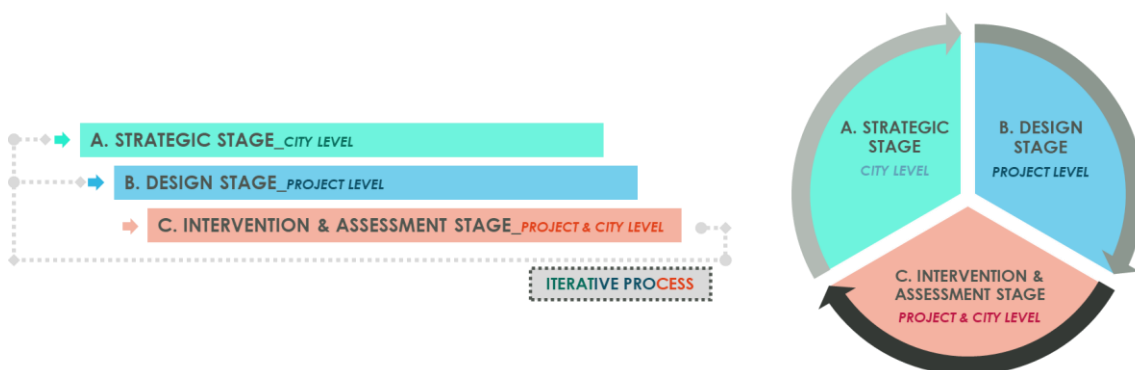 A. STRATEGIC STAGE_CITY LEVEL
B. DESIGN STAGE_PROJECT LEVEL
C. INTERVENTION & ASSESSMENT STAGE_PROJECT & CITY LEVEL
ITERATIVE PROCESS
A. STRATEGIC
STAGE
CITY LEVEL
B. DESIGN
STAGE
PROJECT LEVEL
C. INTERVENTION &
ASSESSMENT STAGE
PROJECT & CITY LEVEL